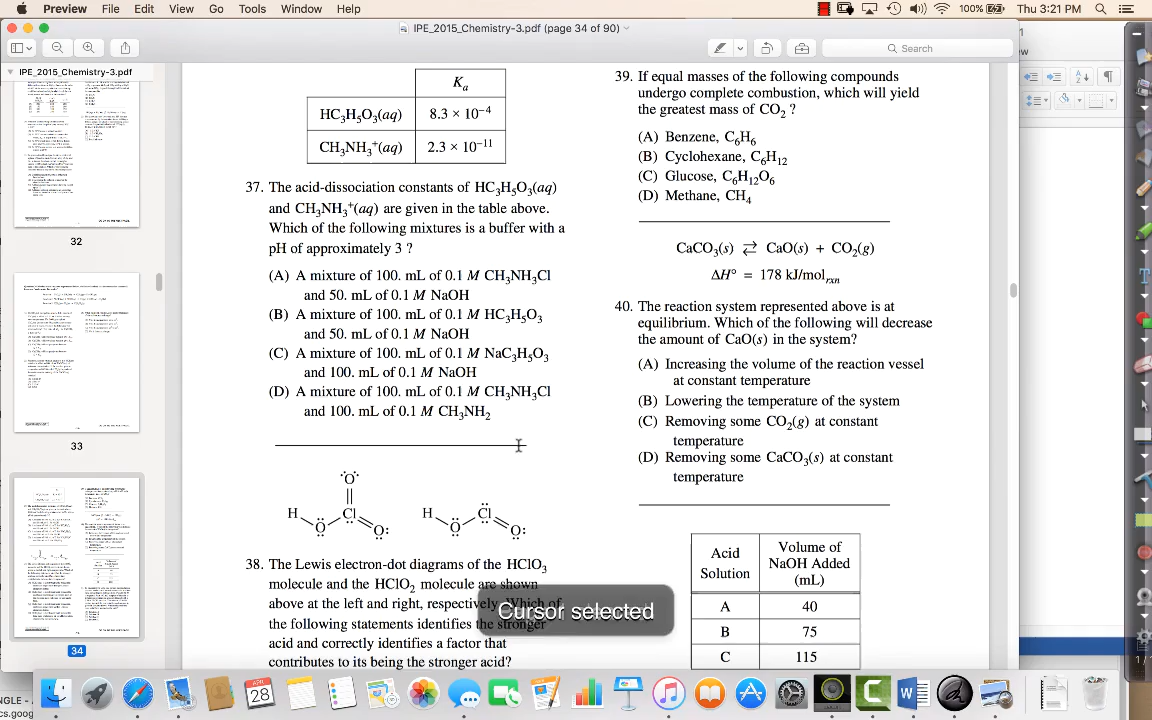 Preview File Edit View Go Tools Window Help 100% Thu 3:21 PM
IPE_2015_Chemistry-3.pdf (page 34 of 90)
Search
IPE_2015_Chemistry-3.pdf
32
33
34
Kₐ
HC₃H₅O₃(aq) 8.3 × 10⁻⁴
CH₃NH₃⁺(aq) 2.3 × 10⁻¹¹
37. The acid-dissociation constants of HC₃H₅O₃(aq)
and CH₃NH₃⁺(aq) are given in the table above.
Which of the following mixtures is a buffer with a
pH of approximately 3 ?
(A) A mixture of 100. mL of 0.1 M CH₃NH₃Cl
and 50. mL of 0.1 M NaOH
(B) A mixture of 100. mL of 0.1 M HC₃H₅O₃
and 50. mL of 0.1 M NaOH
(C) A mixture of 100. mL of 0.1 M NaC₃H₅O₃
and 100. mL of 0.1 M NaOH
(D) A mixture of 100. mL of 0.1 M CH₃NH₃Cl
and 100. mL of 0.1 M CH₃NH₂
O
H Cl H Cl
O O: O O:
38. The Lewis electron-dot diagrams of the HClO₃
molecule and the HClO₂ molecule are shown
above at the left and right, respectively. Which of
the following statements identifies the stronger
acid and correctly identifies a factor that
contributes to its being the stronger acid?
Cursor selected
39. If equal masses of the following compounds
undergo complete combustion, which will yield
the greatest mass of CO₂ ?
(A) Benzene, C₆H₆
(B) Cyclohexane, C₆H₁₂
(C) Glucose, C₆H₁₂O₆
(D) Methane, CH₄
CaCO₃(s) ⇄ CaO(s) + CO₂(g)
ΔH° = 178 kJ/molᵣₓₙ
40. The reaction system represented above is at
equilibrium. Which of the following will decrease
the amount of CaO(s) in the system?
(A) Increasing the volume of the reaction vessel
at constant temperature
(B) Lowering the temperature of the system
(C) Removing some CO₂(g) at constant
temperature
(D) Removing some CaCO₃(s) at constant
temperature
Acid Solution Volume of NaOH Added (mL)
A 40
B 75
C 115
APR
28
NGLE -
cs.goog
1 /